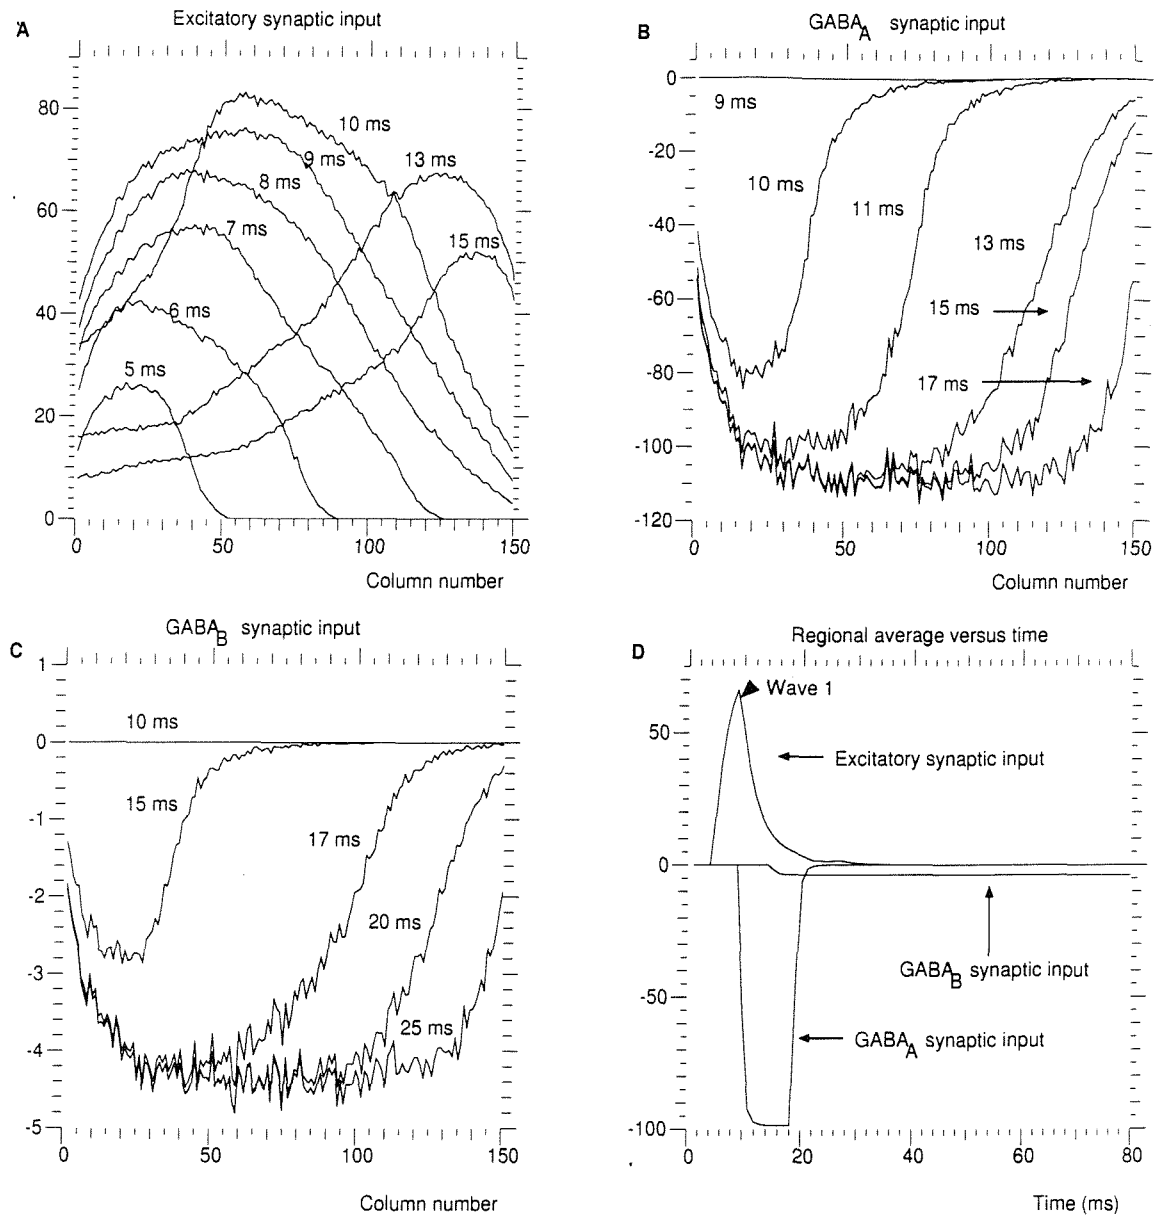 A
Excitatory synaptic input
80
60
40
20
0
10 ms
9 ms
13 ms
8 ms
7 ms
15 ms
6 ms
5 ms
0 50 100 150
Column number
B
GABAA synaptic input
0
-20
-40
-60
-80
-100
-120
9 ms
10 ms
11 ms
13 ms
15 ms
17 ms
0 50 100 150
Column number
C
GABAB synaptic input
1
0
-1
-2
-3
-4
-5
10 ms
15 ms
17 ms
20 ms
25 ms
0 50 100 150
Column number
D
Regional average versus time
50
0
-50
-100
Wave 1
Excitatory synaptic input
GABAB synaptic input
GABAA synaptic input
0 20 40 60 80
Time (ms)